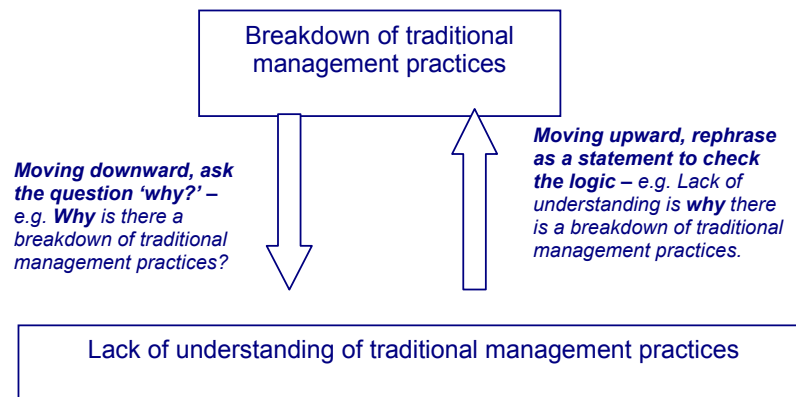 Breakdown of traditional
management practices
Moving downward, ask
the question ‘why?’ –
e.g. Why is there a
breakdown of traditional
management practices?
Moving upward, rephrase
as a statement to check
the logic – e.g. Lack of
understanding is why there
is a breakdown of traditional
management practices.
Lack of understanding of traditional management practices